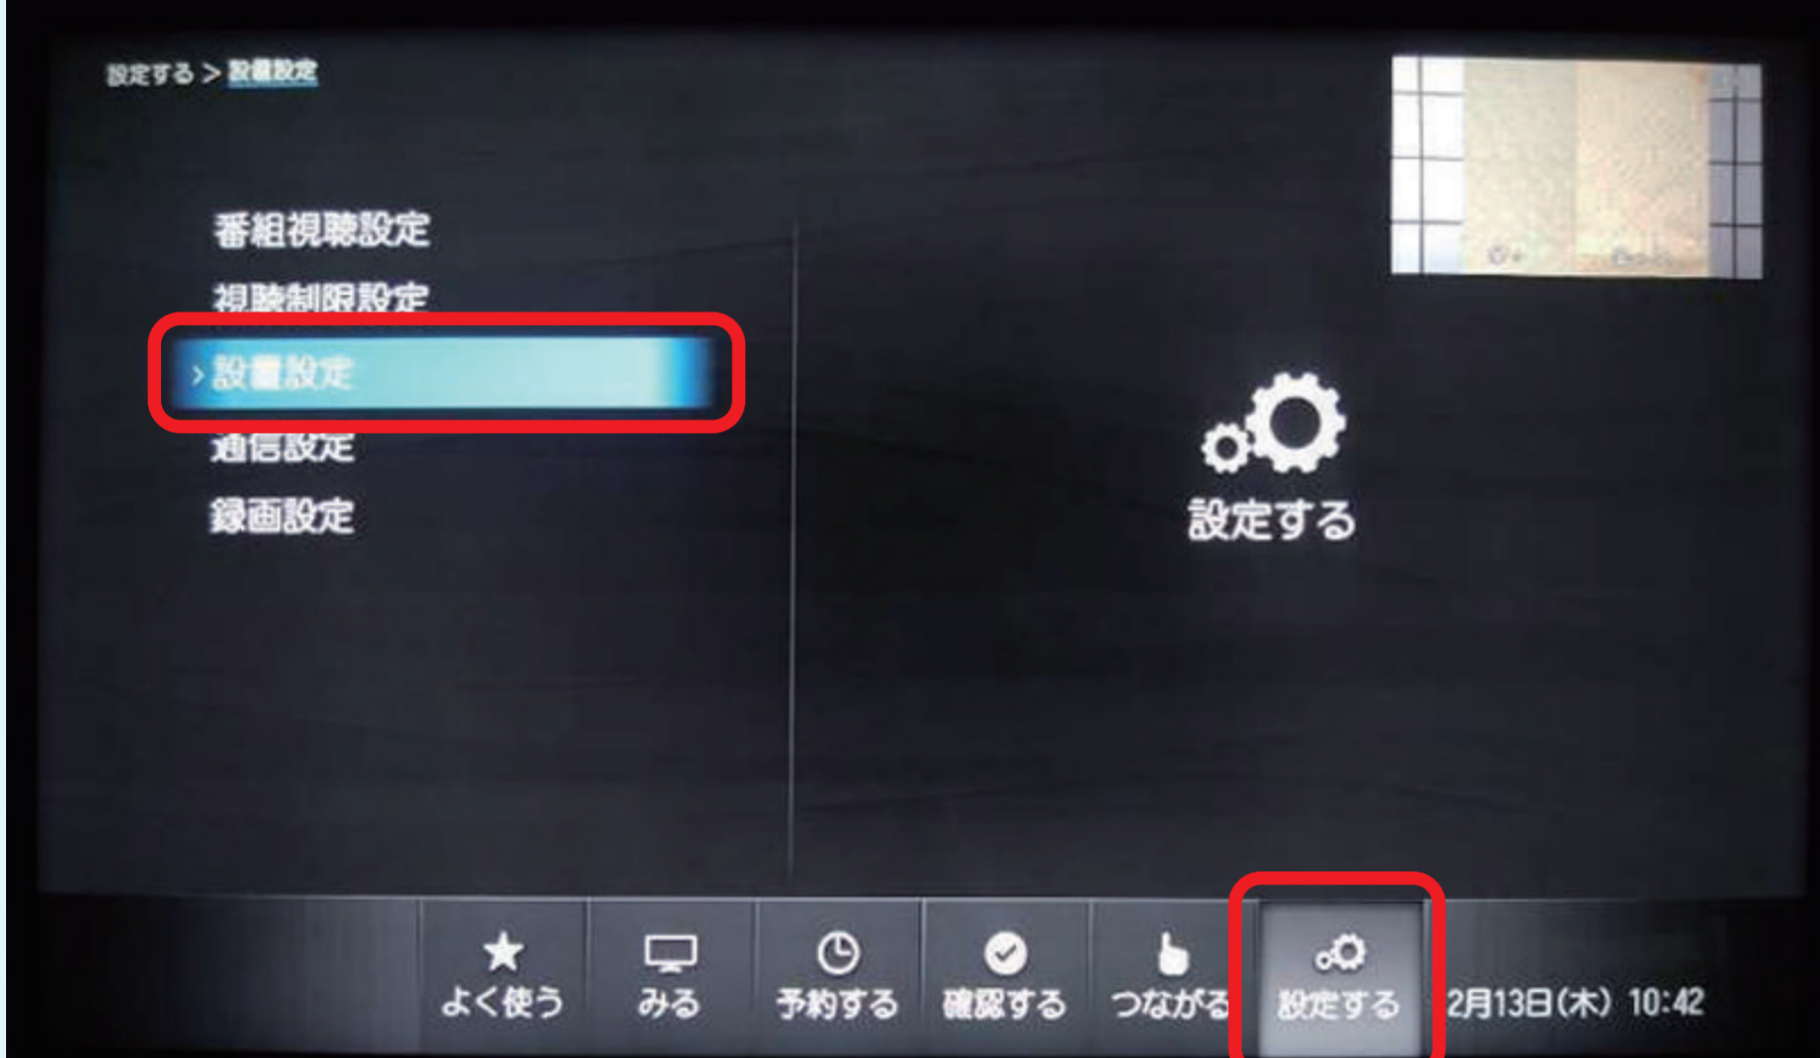 設定する > 設置設定
番組視聴設定
視聴制限設定
>設置設定
通信設定
録画設定
設定する
よく使う
みる
予約する
確認する
つながる
設定する
2月13日(木) 10:42